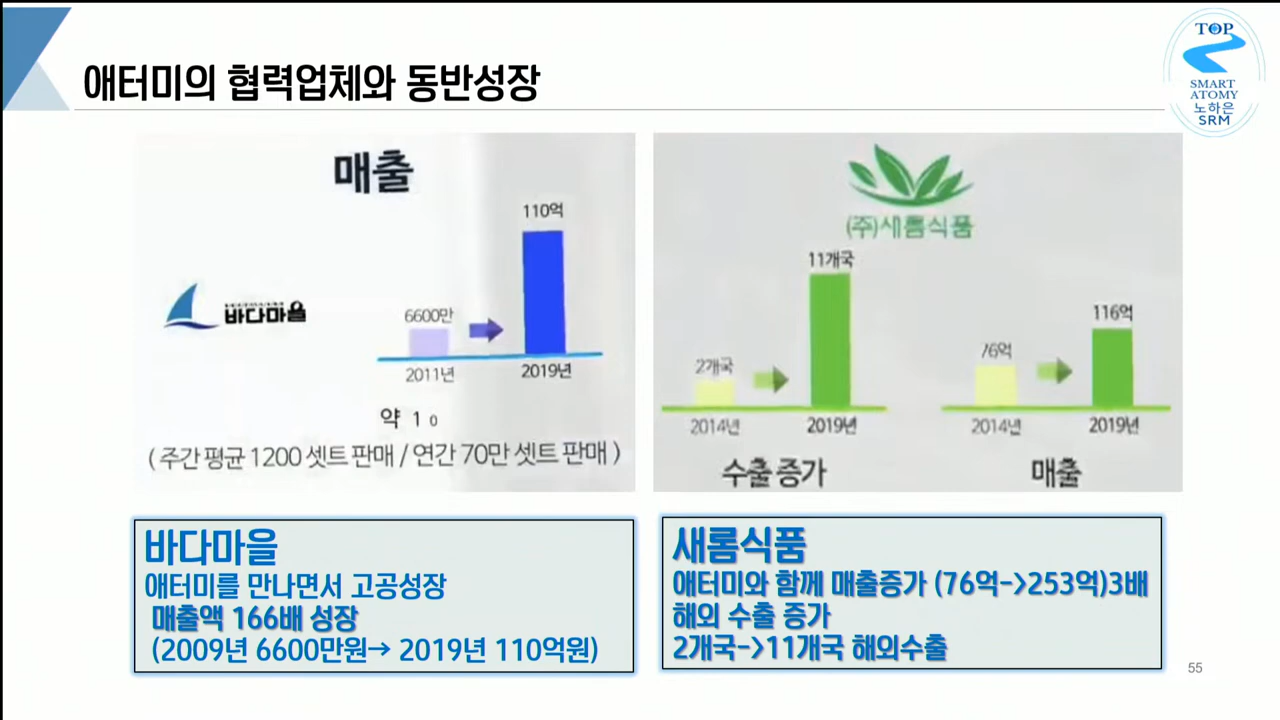 애터미의 협력업체와 동반성장
TOP
SMART
ATOMY
노하은
SRM
매출
110억
바다마을
6600만
2011년
2019년
약 1 0
( 주간 평균 1200 셋트 판매 / 연간 70만 셋트 판매 )
(주)새롬식품
11개국
2개국
2014년
2019년
수출 증가
116억
76억
2014년
2019년
매출
바다마을
애터미를 만나면서 고공성장
매출액 166배 성장
(2009년 6600만원→ 2019년 110억원)
새롬식품
애터미와 함께 매출증가 (76억->253억)3배
해외 수출 증가
2개국->11개국 해외수출
55